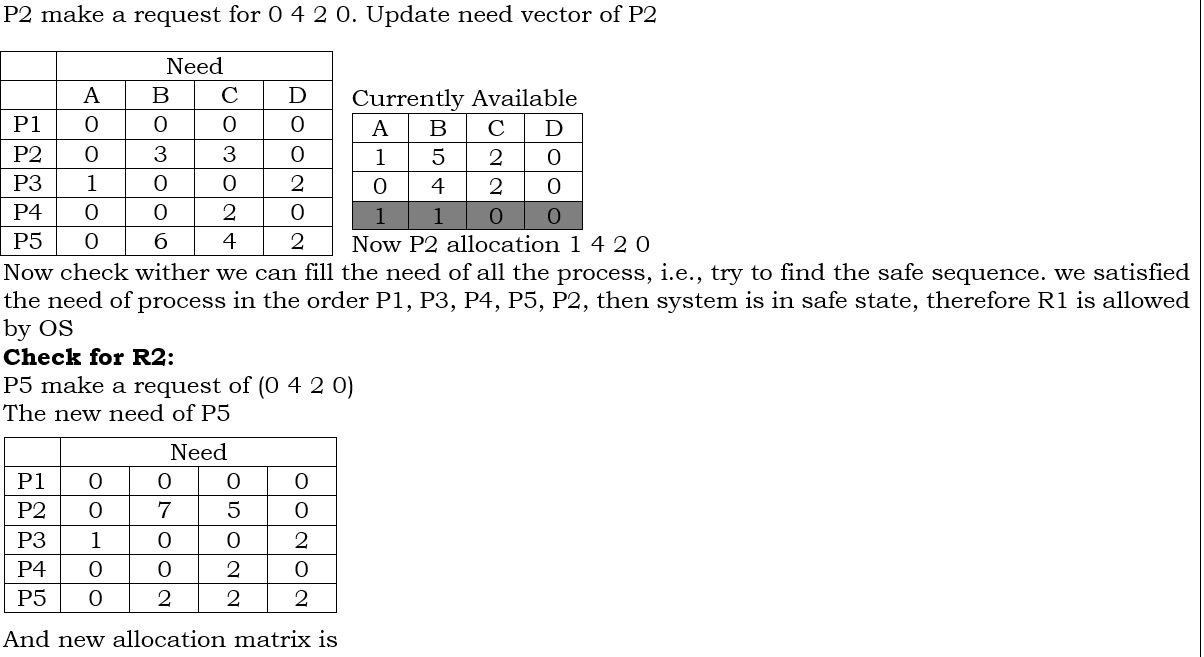 P2 make a request for 0 4 2 0. Update need vector of P2
Need
A B C D
P1 0 0 0 0
P2 0 3 3 0
P3 1 0 0 2
P4 0 0 2 0
P5 0 6 4 2
Currently Available
A B C D
1 5 2 0
0 4 2 0
1 1 0 0
Now P2 allocation 1 4 2 0
Now check wither we can fill the need of all the process, i.e., try to find the safe sequence. we satisfied
the need of process in the order P1, P3, P4, P5, P2, then system is in safe state, therefore R1 is allowed
by OS
Check for R2:
P5 make a request of (0 4 2 0)
The new need of P5
Need
P1 0 0 0 0
P2 0 7 5 0
P3 1 0 0 2
P4 0 0 2 0
P5 0 2 2 2
And new allocation matrix is